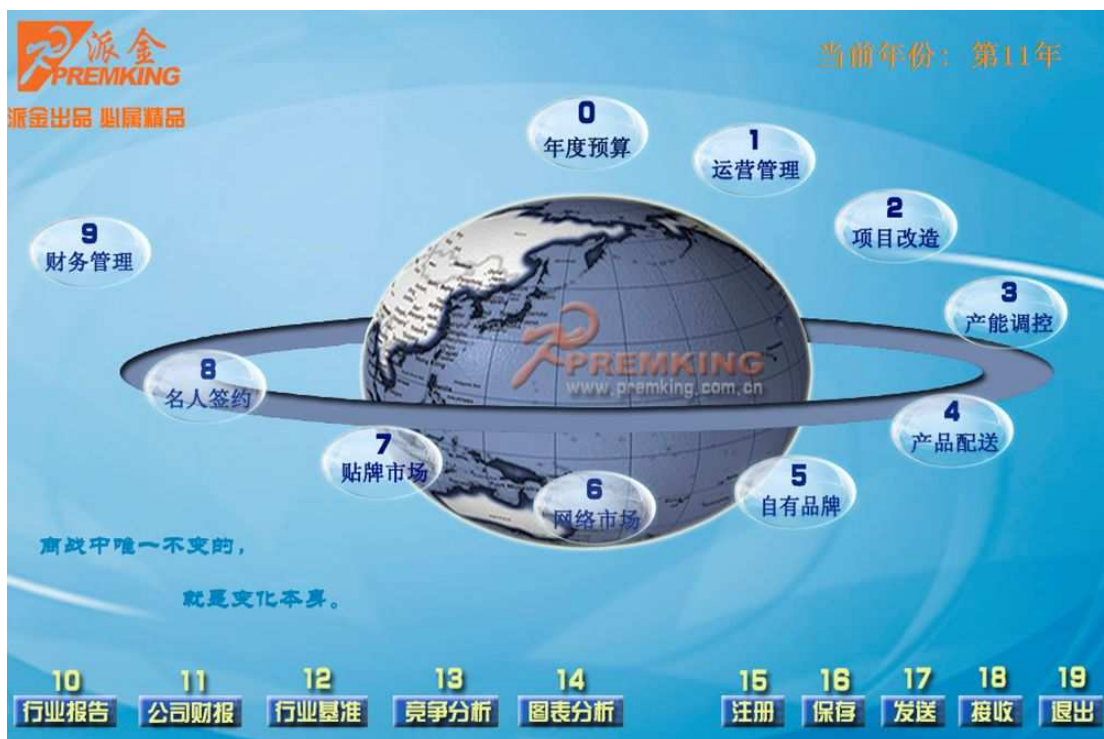 派金
PREMKING
派金出品 必属精品
当前年份：第11年
0
年度预算
1
运营管理
2
项目改造
3
产能调控
4
产品配送
5
自有品牌
6
网络市场
7
贴牌市场
8
名人签约
9
财务管理
PREMKING
www.premking.com.cn
商战中唯一不变的，
就是变化本身。
10
行业报告
11
公司财报
12
行业基准
13
竞争分析
14
图表分析
15
注册
16
保存
17
发送
18
接收
19
退出